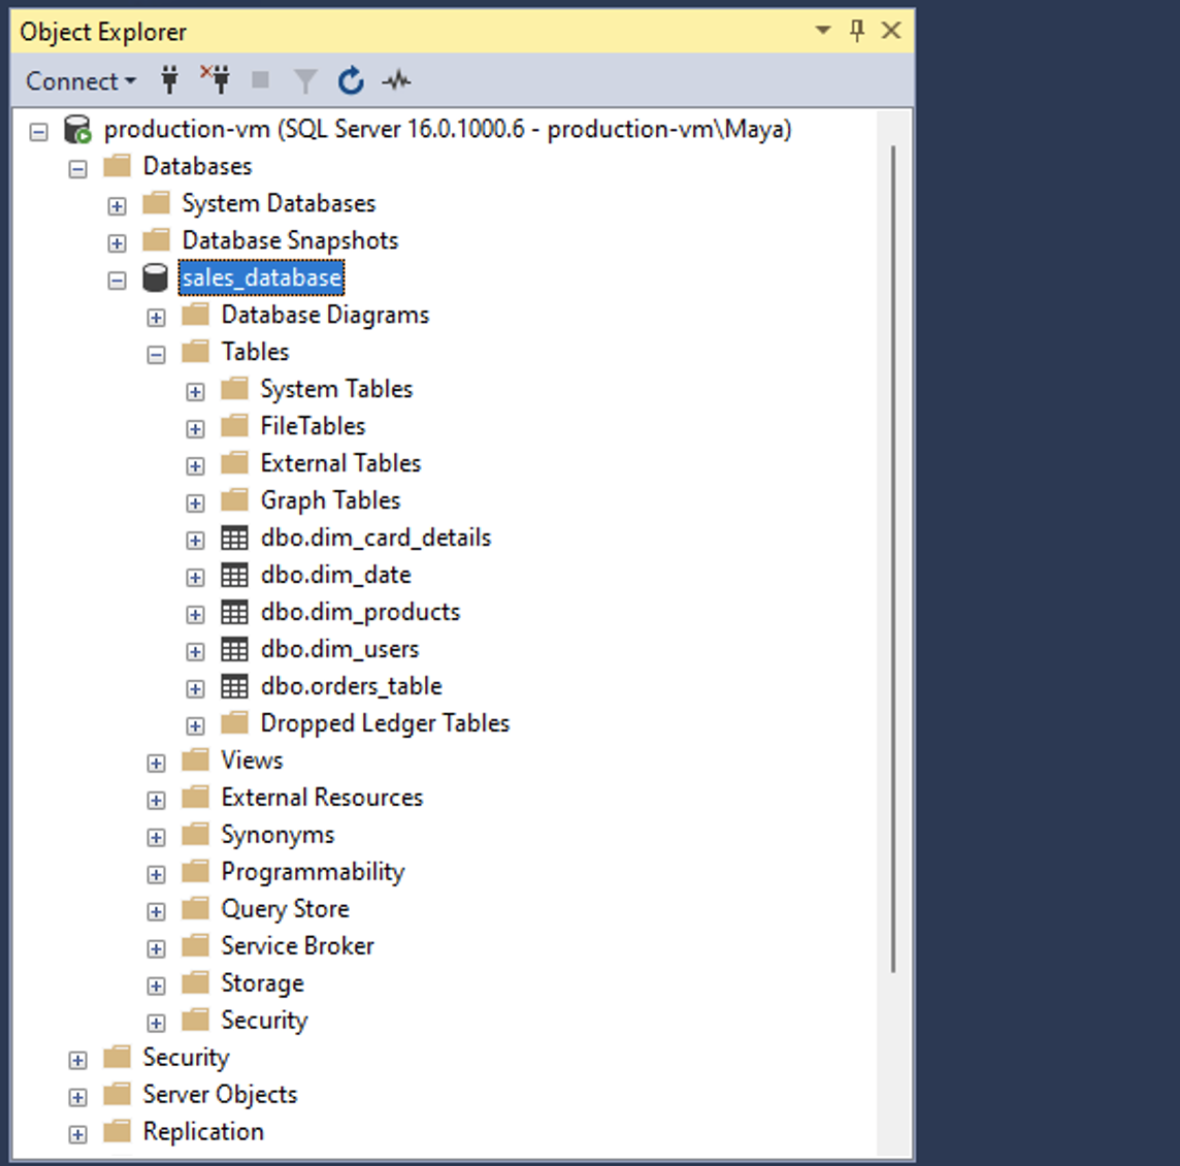 Object Explorer
Connect
production-vm (SQL Server 16.0.1000.6 - production-vm\Maya)
Databases
System Databases
Database Snapshots
sales_database
Database Diagrams
Tables
System Tables
FileTables
External Tables
Graph Tables
dbo.dim_card_details
dbo.dim_date
dbo.dim_products
dbo.dim_users
dbo.orders_table
Dropped Ledger Tables
Views
External Resources
Synonyms
Programmability
Query Store
Service Broker
Storage
Security
Security
Server Objects
Replication